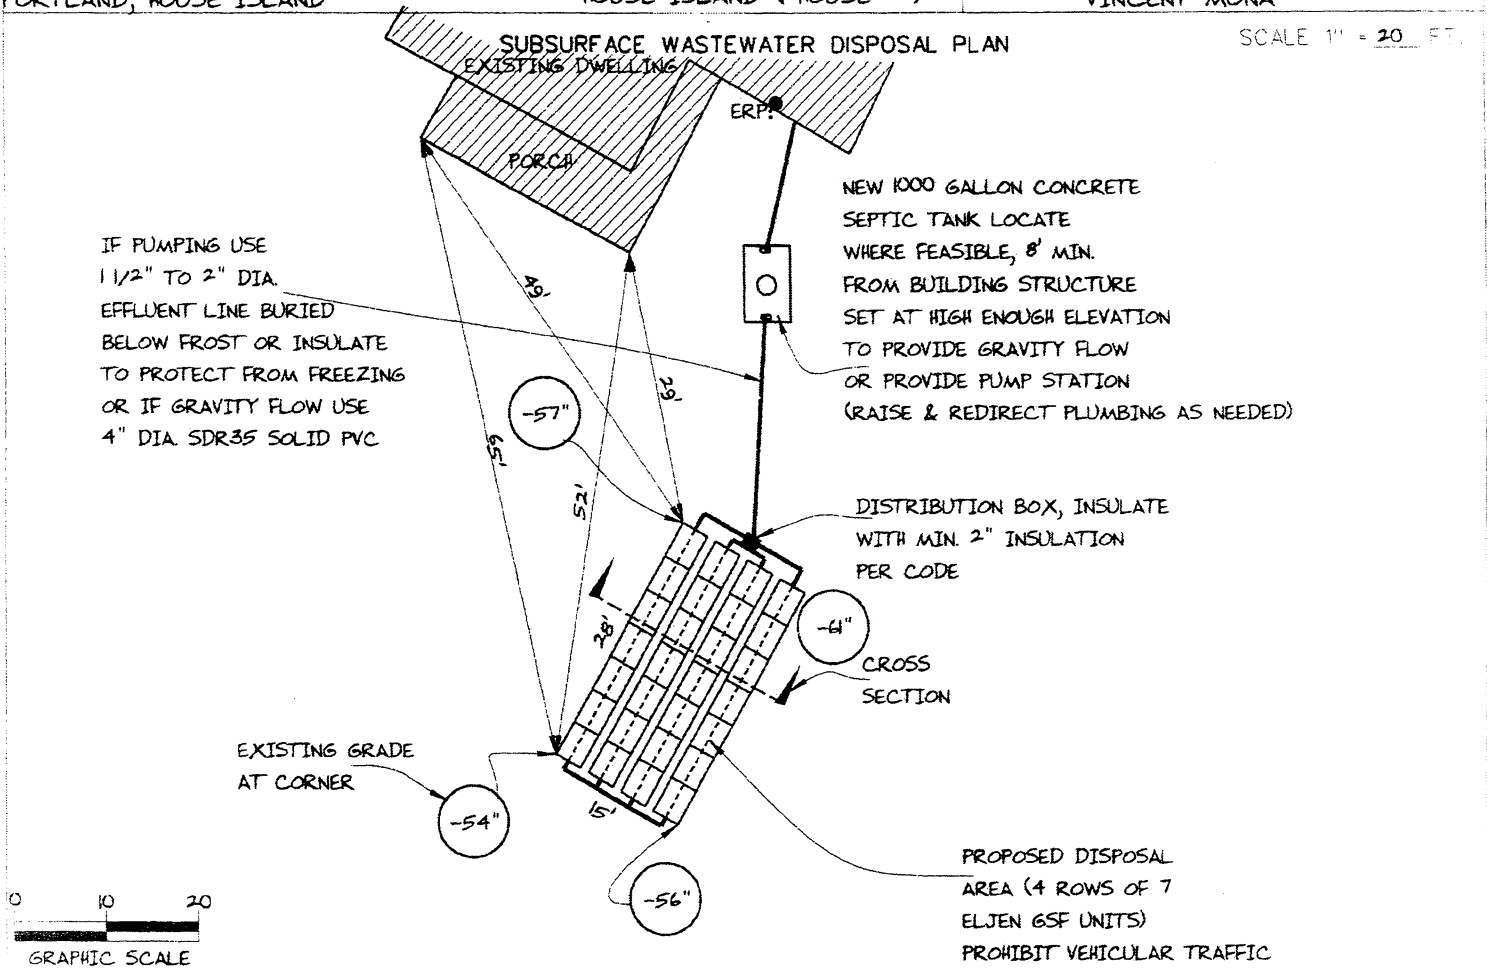 PORTLAND, HOUSE ISLAND
VINCENT MONA
SUBSURFACE WASTEWATER DISPOSAL PLAN
SCALE 1" = 20 FT.
EXISTING DWELLING
ERP:
PORCH
NEW 1000 GALLON CONCRETE
SEPTIC TANK LOCATE
WHERE FEASIBLE, 8' MIN.
FROM BUILDING STRUCTURE
SET AT HIGH ENOUGH ELEVATION
TO PROVIDE GRAVITY FLOW
OR PROVIDE PUMP STATION
(RAISE & REDIRECT PLUMBING AS NEEDED)
IF PUMPING USE
1 1/2" TO 2" DIA.
EFFLUENT LINE BURIED
BELOW FROST OR INSULATE
TO PROTECT FROM FREEZING
OR IF GRAVITY FLOW USE
4" DIA. SDR35 SOLID PVC
49'
29'
-57"
65'
52'
DISTRIBUTION BOX, INSULATE
WITH MIN. 2" INSULATION
PER CODE
28'
-61"
CROSS
SECTION
EXISTING GRADE
AT CORNER
-54"
15'
-56"
PROPOSED DISPOSAL
AREA (4 ROWS OF 7
ELJEN GSF UNITS)
PROHIBIT VEHICULAR TRAFFIC
0 10 20
GRAPHIC SCALE